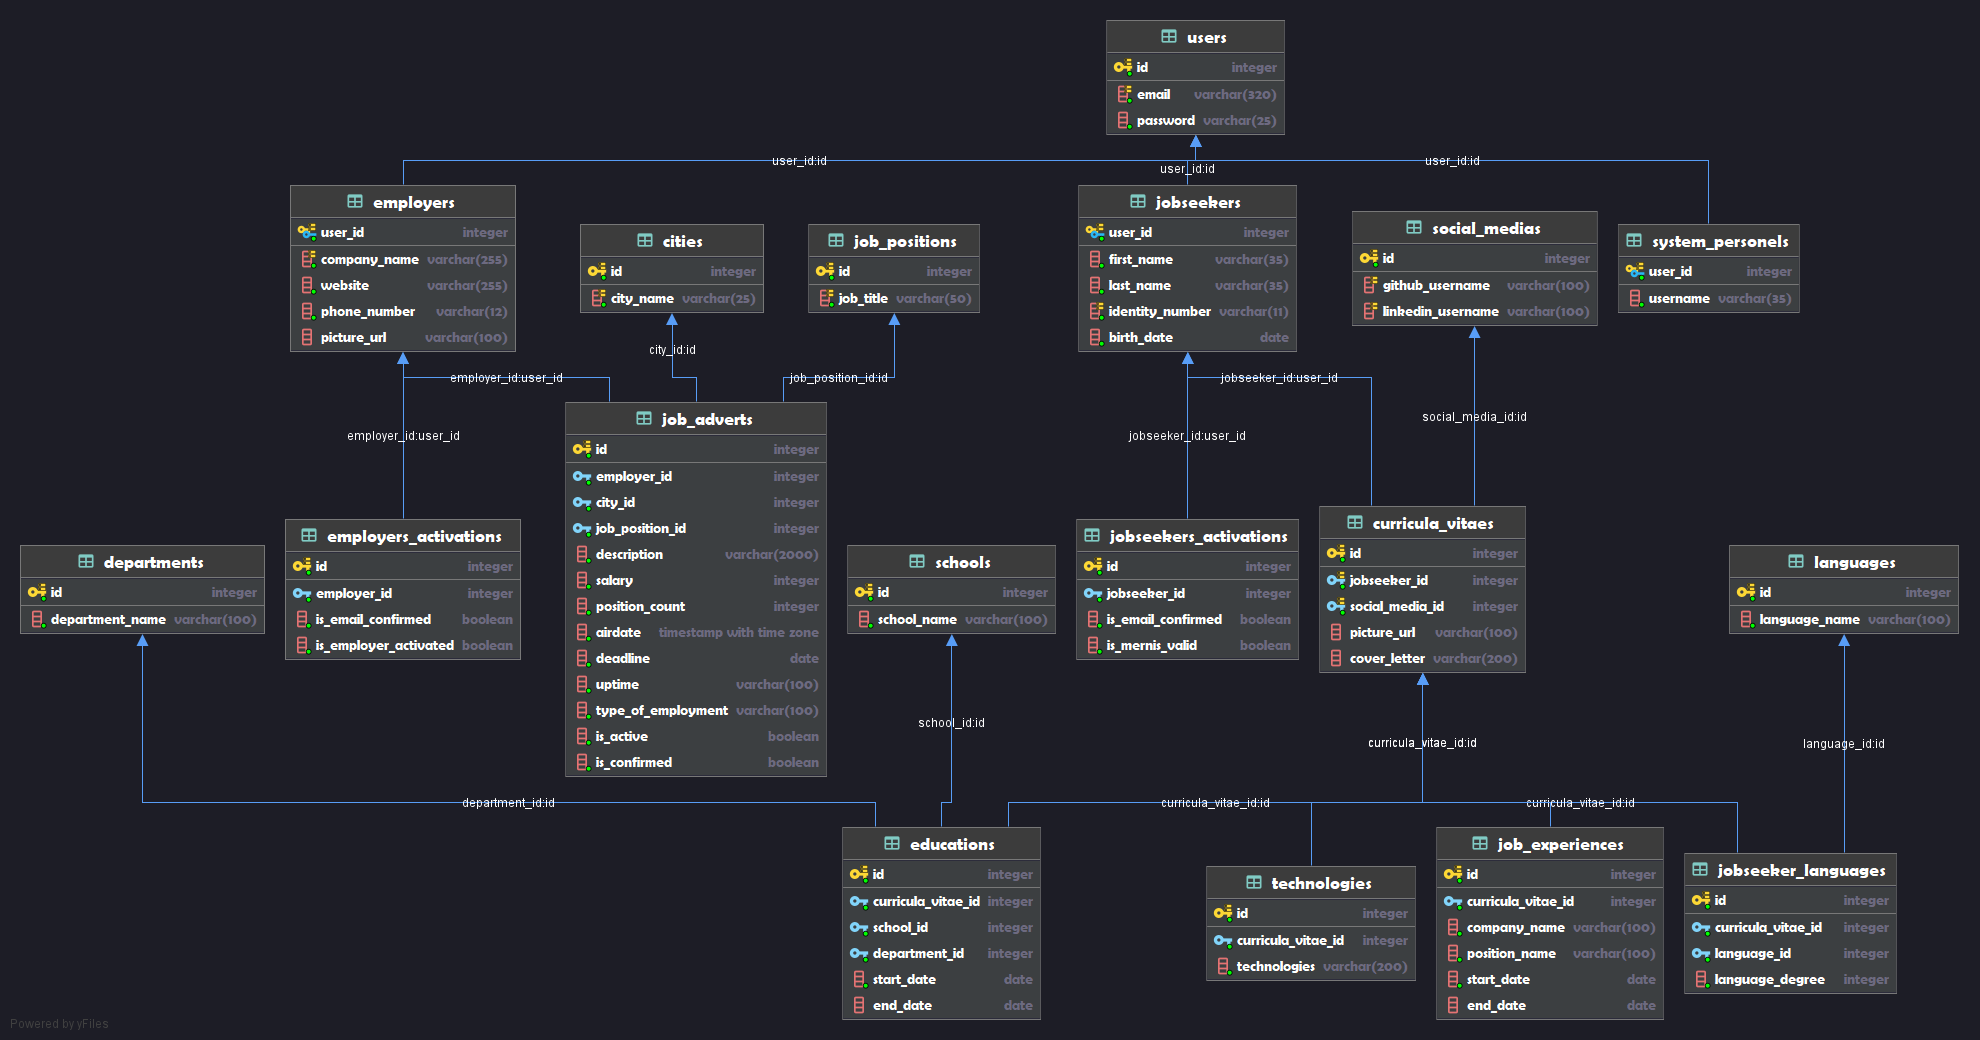 users
id integer
email varchar(320)
password varchar(25)
user_id:id
user_id:id
user_id:id
employers
user_id integer
company_name varchar(255)
website varchar(255)
phone_number varchar(12)
picture_url varchar(100)
cities
id integer
city_name varchar(25)
job_positions
id integer
job_title varchar(50)
jobseekers
user_id integer
first_name varchar(35)
last_name varchar(35)
identity_number varchar(11)
birth_date date
social_medias
id integer
github_username varchar(100)
linkedin_username varchar(100)
system_personels
user_id integer
username varchar(35)
city_id:id
employer_id:user_id
job_position_id:id
jobseeker_id:user_id
social_media_id:id
employer_id:user_id
jobseeker_id:user_id
job_adverts
id integer
employer_id integer
city_id integer
job_position_id integer
description varchar(2000)
salary integer
position_count integer
airdate timestamp with time zone
deadline date
uptime varchar(100)
type_of_employment varchar(100)
is_active boolean
is_confirmed boolean
departments
id integer
department_name varchar(100)
employers_activations
id integer
employer_id integer
is_email_confirmed boolean
is_employer_activated boolean
schools
id integer
school_name varchar(100)
jobseekers_activations
id integer
jobseeker_id integer
is_email_confirmed boolean
is_mernis_valid boolean
curricula_vitaes
id integer
jobseeker_id integer
social_media_id integer
picture_url varchar(100)
cover_letter varchar(200)
languages
id integer
language_name varchar(100)
school_id:id
curricula_vitae_id:id
language_id:id
department_id:id
curricula_vitae_id:id
curricula_vitae_id:id
educations
id integer
curricula_vitae_id integer
school_id integer
department_id integer
start_date date
end_date date
technologies
id integer
curricula_vitae_id integer
technologies varchar(200)
job_experiences
id integer
curricula_vitae_id integer
company_name varchar(100)
position_name varchar(100)
start_date date
end_date date
jobseeker_languages
id integer
curricula_vitae_id integer
language_id integer
language_degree integer
Powered by yFiles